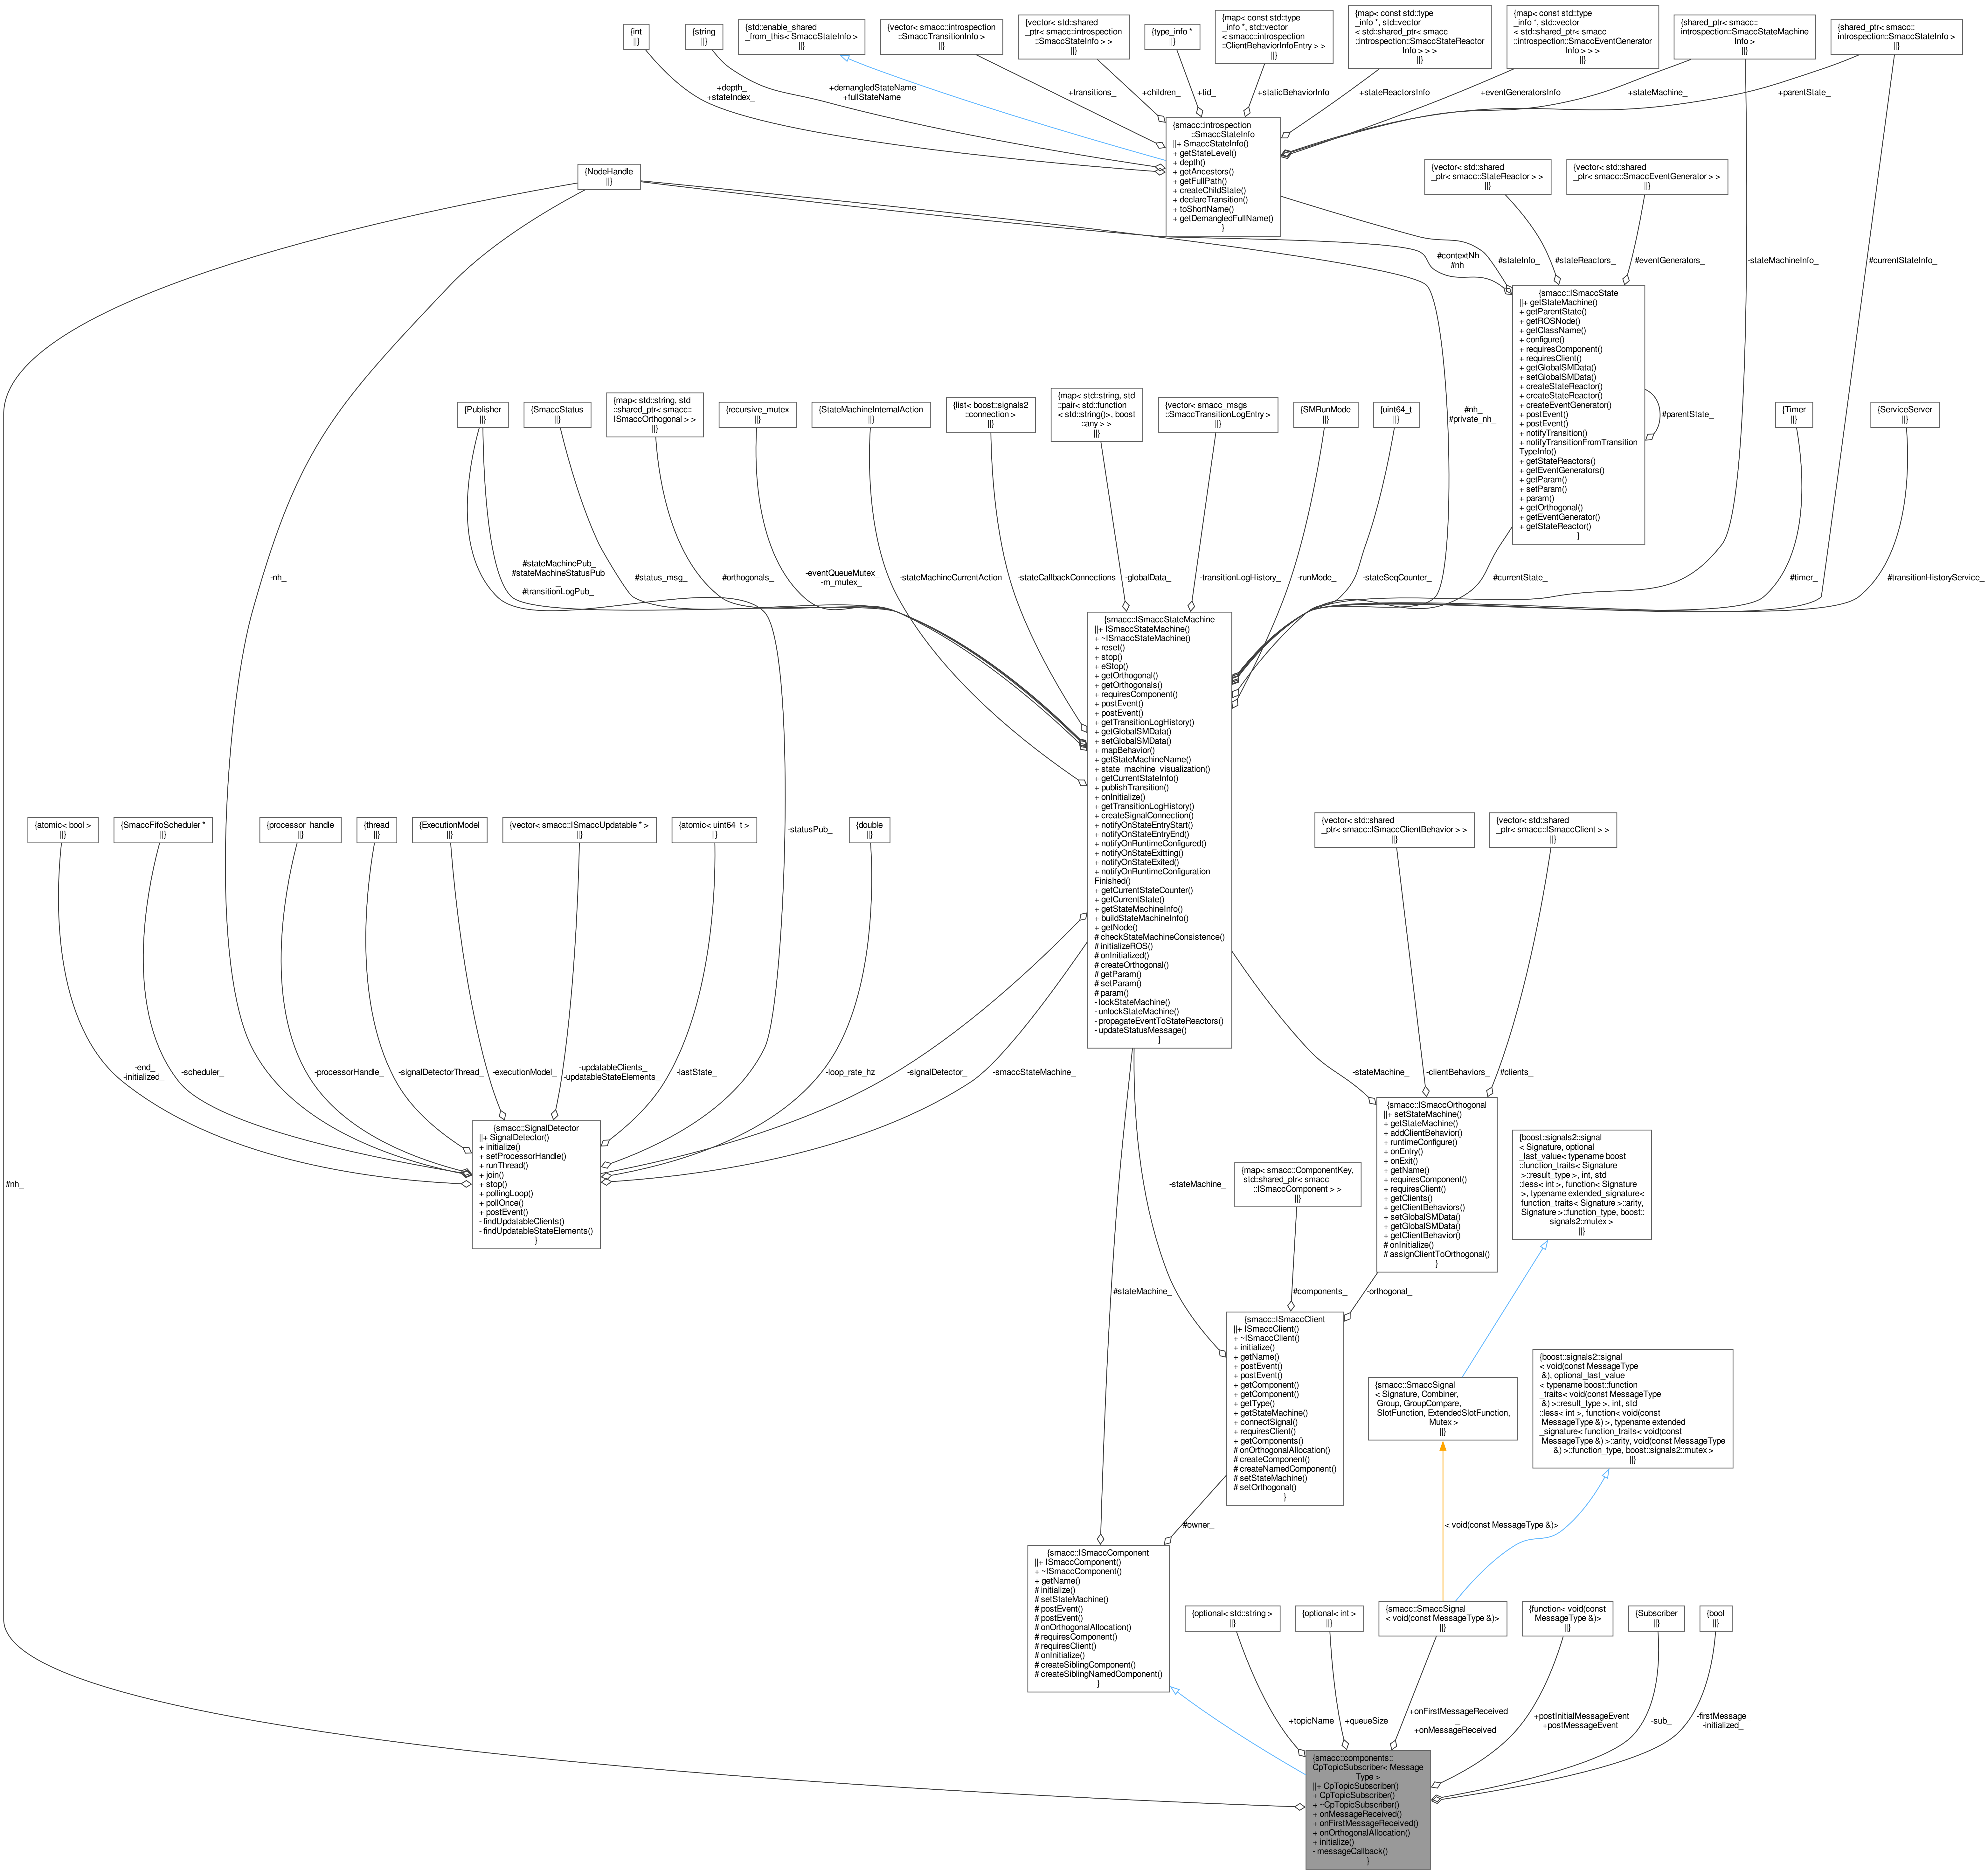 {int
||}
{string
||}
{std::enable_shared
_from_this< SmaccStateInfo >
||}
{vector< smacc::introspection
::SmaccTransitionInfo >
||}
{vector< std::shared
_ptr< smacc::introspection
::SmaccStateInfo > >
||}
{type_info *
||}
{map< const std::type
_info *, std::vector
< smacc::introspection
::ClientBehaviorInfoEntry > >
||}
{map< const std::type
_info *, std::vector
< std::shared_ptr< smacc
::introspection::SmaccStateReactor
Info > > >
||}
{map< const std::type
_info *, std::vector
< std::shared_ptr< smacc
::introspection::SmaccEventGenerator
Info > > >
||}
{shared_ptr< smacc::
introspection::SmaccStateMachine
Info >
||}
{shared_ptr< smacc::
introspection::SmaccStateInfo >
||}
+depth_
+stateIndex_
+demangledStateName
+fullStateName
+transitions_
+children_
+tid_
+staticBehaviorInfo
+stateReactorsInfo
+eventGeneratorsInfo
+stateMachine_
+parentState_
{smacc::introspection
::SmaccStateInfo
||+ SmaccStateInfo()
+ getStateLevel()
+ depth()
+ getAncestors()
+ getFullPath()
+ createChildState()
+ declareTransition()
+ toShortName()
+ getDemangledFullName()
}
{NodeHandle
||}
{vector< std::shared
_ptr< smacc::StateReactor > >
||}
{vector< std::shared
_ptr< smacc::SmaccEventGenerator > >
||}
#contextNh
#nh
#stateInfo_
#stateReactors_
#eventGenerators_
-stateMachineInfo_
#currentStateInfo_
{smacc::ISmaccState
||+ getStateMachine()
+ getParentState()
+ getROSNode()
+ getClassName()
+ configure()
+ requiresComponent()
+ requiresClient()
+ getGlobalSMData()
+ setGlobalSMData()
+ createStateReactor()
+ createStateReactor()
+ createEventGenerator()
+ postEvent()
+ postEvent()
+ notifyTransition()
+ notifyTransitionFromTransition
TypeInfo()
+ getStateReactors()
+ getEventGenerators()
+ getParam()
+ setParam()
+ param()
+ getOrthogonal()
+ getEventGenerator()
+ getStateReactor()
}
#parentState_
{Publisher
||}
{SmaccStatus
||}
{map< std::string, std
::shared_ptr< smacc::
ISmaccOrthogonal > >
||}
{recursive_mutex
||}
{StateMachineInternalAction
||}
{list< boost::signals2
::connection >
||}
{map< std::string, std
::pair< std::function
< std::string()>, boost
::any > >
||}
{vector< smacc_msgs
::SmaccTransitionLogEntry >
||}
{SMRunMode
||}
{uint64_t
||}
#nh_
#private_nh_
{Timer
||}
{ServiceServer
||}
-nh_
#stateMachinePub_
#stateMachineStatusPub
_
#transitionLogPub_
#status_msg_
#orthogonals_
-eventQueueMutex_
-m_mutex_
-stateMachineCurrentAction
-stateCallbackConnections
-globalData_
-transitionLogHistory_
-runMode_
-stateSeqCounter_
#currentState_
#timer_
#transitionHistoryService_
{smacc::ISmaccStateMachine
||+ ISmaccStateMachine()
+ ~ISmaccStateMachine()
+ reset()
+ stop()
+ eStop()
+ getOrthogonal()
+ getOrthogonals()
+ requiresComponent()
+ postEvent()
+ postEvent()
+ getTransitionLogHistory()
+ getGlobalSMData()
+ setGlobalSMData()
+ mapBehavior()
+ getStateMachineName()
+ state_machine_visualization()
+ getCurrentStateInfo()
+ publishTransition()
+ onInitialize()
+ getTransitionLogHistory()
+ createSignalConnection()
+ notifyOnStateEntryStart()
+ notifyOnStateEntryEnd()
+ notifyOnRuntimeConfigured()
+ notifyOnStateExitting()
+ notifyOnStateExited()
+ notifyOnRuntimeConfiguration
Finished()
+ getCurrentStateCounter()
+ getCurrentState()
+ getStateMachineInfo()
+ buildStateMachineInfo()
+ getNode()
# checkStateMachineConsistence()
# initializeROS()
# onInitialized()
# createOrthogonal()
# getParam()
# setParam()
# param()
- lockStateMachine()
- unlockStateMachine()
- propagateEventToStateReactors()
- updateStatusMessage()
}
{atomic< bool >
||}
{SmaccFifoScheduler *
||}
{processor_handle
||}
{thread
||}
{ExecutionModel
||}
{vector< smacc::ISmaccUpdatable * >
||}
{atomic< uint64_t >
||}
-statusPub_
{double
||}
{vector< std::shared
_ptr< smacc::ISmaccClientBehavior > >
||}
{vector< std::shared
_ptr< smacc::ISmaccClient > >
||}
-end_
-initialized_
-scheduler_
-processorHandle_
-signalDetectorThread_
-executionModel_
-updatableClients_
-updatableStateElements_
-lastState_
-loop_rate_hz
-signalDetector_
-smaccStateMachine_
-stateMachine_
-clientBehaviors_
#clients_
{smacc::SignalDetector
||+ SignalDetector()
+ initialize()
+ setProcessorHandle()
+ runThread()
+ join()
+ stop()
+ pollingLoop()
+ pollOnce()
+ postEvent()
- findUpdatableClients()
- findUpdatableStateElements()
}
{smacc::ISmaccOrthogonal
||+ setStateMachine()
+ getStateMachine()
+ addClientBehavior()
+ runtimeConfigure()
+ onEntry()
+ onExit()
+ getName()
+ requiresComponent()
+ requiresClient()
+ getClients()
+ getClientBehaviors()
+ setGlobalSMData()
+ getGlobalSMData()
+ getClientBehavior()
# onInitialize()
# assignClientToOrthogonal()
}
{boost::signals2::signal
< Signature, optional
_last_value< typename boost
::function_traits< Signature
>::result_type >, int, std
::less< int >, function< Signature
>, typename extended_signature<
function_traits< Signature >::arity,
Signature >::function_type, boost::
signals2::mutex >
||}
#nh_
-stateMachine_
{map< smacc::ComponentKey,
std::shared_ptr< smacc
::ISmaccComponent > >
||}
#stateMachine_
#components_
-orthogonal_
{smacc::ISmaccClient
||+ ISmaccClient()
+ ~ISmaccClient()
+ initialize()
+ getName()
+ postEvent()
+ postEvent()
+ getComponent()
+ getComponent()
+ getType()
+ getStateMachine()
+ connectSignal()
+ requiresClient()
+ getComponents()
# onOrthogonalAllocation()
# createComponent()
# createNamedComponent()
# setStateMachine()
# setOrthogonal()
}
{smacc::SmaccSignal
< Signature, Combiner,
Group, GroupCompare,
SlotFunction, ExtendedSlotFunction,
Mutex >
||}
{boost::signals2::signal
< void(const MessageType
&), optional_last_value
< typename boost::function
_traits< void(const MessageType
&) >::result_type >, int, std
::less< int >, function< void(const
MessageType &) >, typename extended
_signature< function_traits< void(const
MessageType &) >::arity, void(const MessageType
&) >::function_type, boost::signals2::mutex >
||}
#owner_
< void(const MessageType &)>
{smacc::ISmaccComponent
||+ ISmaccComponent()
+ ~ISmaccComponent()
+ getName()
# initialize()
# setStateMachine()
# postEvent()
# postEvent()
# onOrthogonalAllocation()
# requiresComponent()
# requiresClient()
# onInitialize()
# createSiblingComponent()
# createSiblingNamedComponent()
}
{optional< std::string >
||}
{optional< int >
||}
{smacc::SmaccSignal
< void(const MessageType &)>
||}
{function< void(const
MessageType &)>
||}
{Subscriber
||}
{bool
||}
+topicName
+queueSize
+onFirstMessageReceived
_
+onMessageReceived_
+postInitialMessageEvent
+postMessageEvent
-sub_
-firstMessage_
-initialized_
{smacc::components::
CpTopicSubscriber< Message
Type >
||+ CpTopicSubscriber()
+ CpTopicSubscriber()
+ ~CpTopicSubscriber()
+ onMessageReceived()
+ onFirstMessageReceived()
+ onOrthogonalAllocation()
+ initialize()
- messageCallback()
}